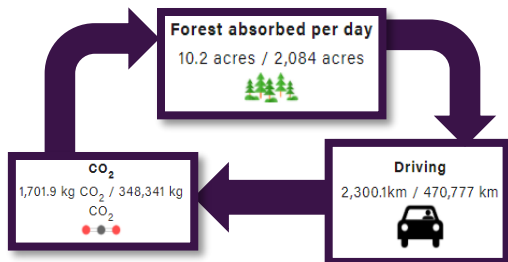 Forest absorbed per day
10.2 acres / 2,084 acres
Driving
2,300.1km / 470,777 km
CO₂
1,701.9 kg CO₂ / 348,341 kg
CO₂